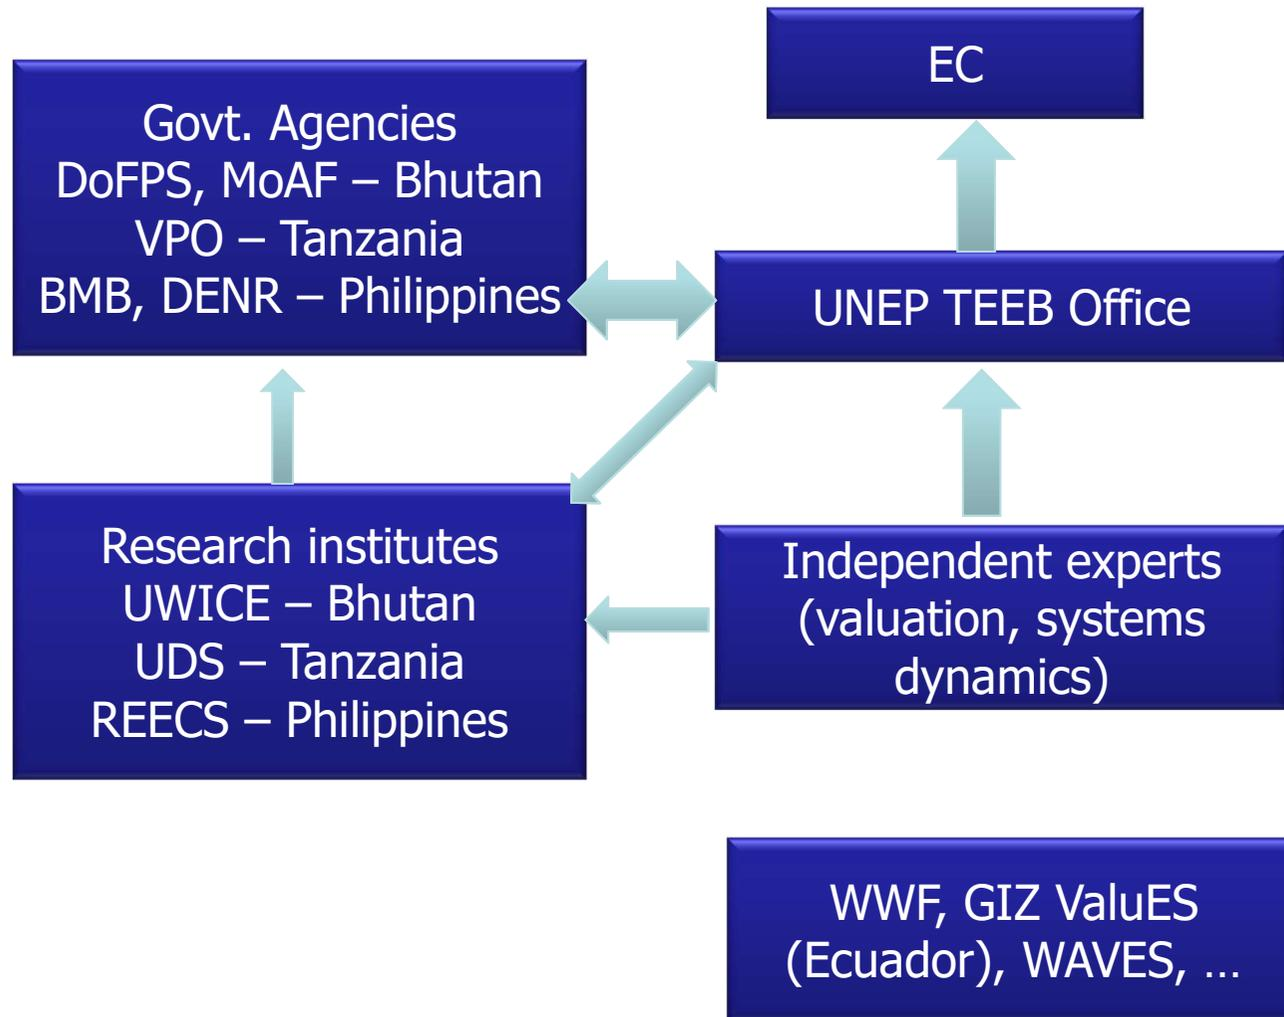 EC
Govt. Agencies
DoFPS, MoAF – Bhutan
VPO – Tanzania
BMB, DENR – Philippines
UNEP TEEB Office
Research institutes
UWICE – Bhutan
UDS – Tanzania
REECS – Philippines
Independent experts
(valuation, systems
dynamics)
WWF, GIZ ValuES
(Ecuador), WAVES, …